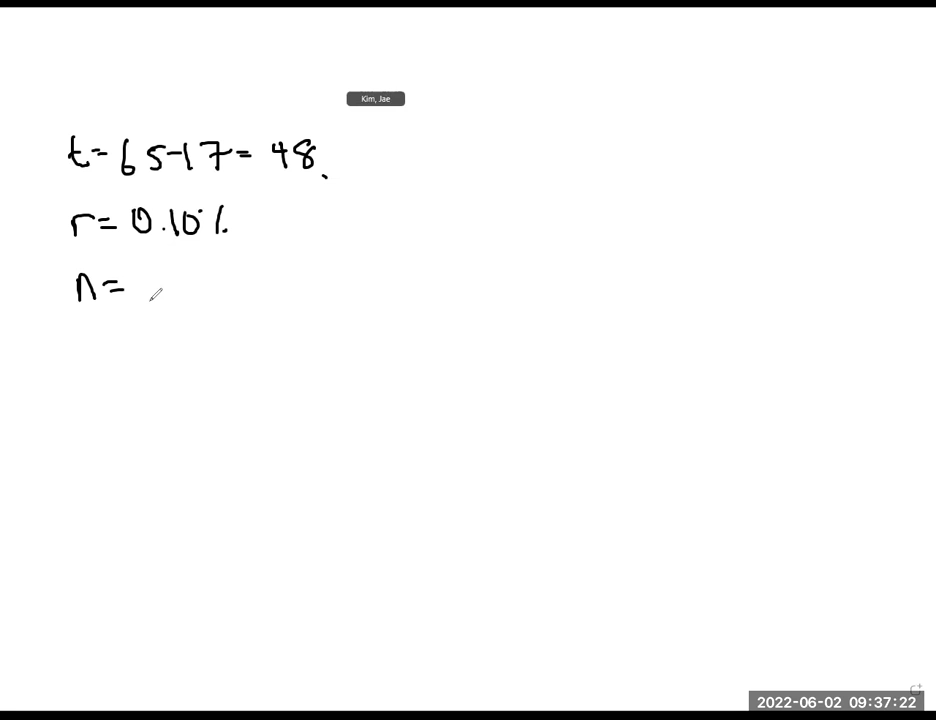 Kim, Jae
t = 65-17 = 48.
r = 0.10%
n =
2022-06-02 09:37:22